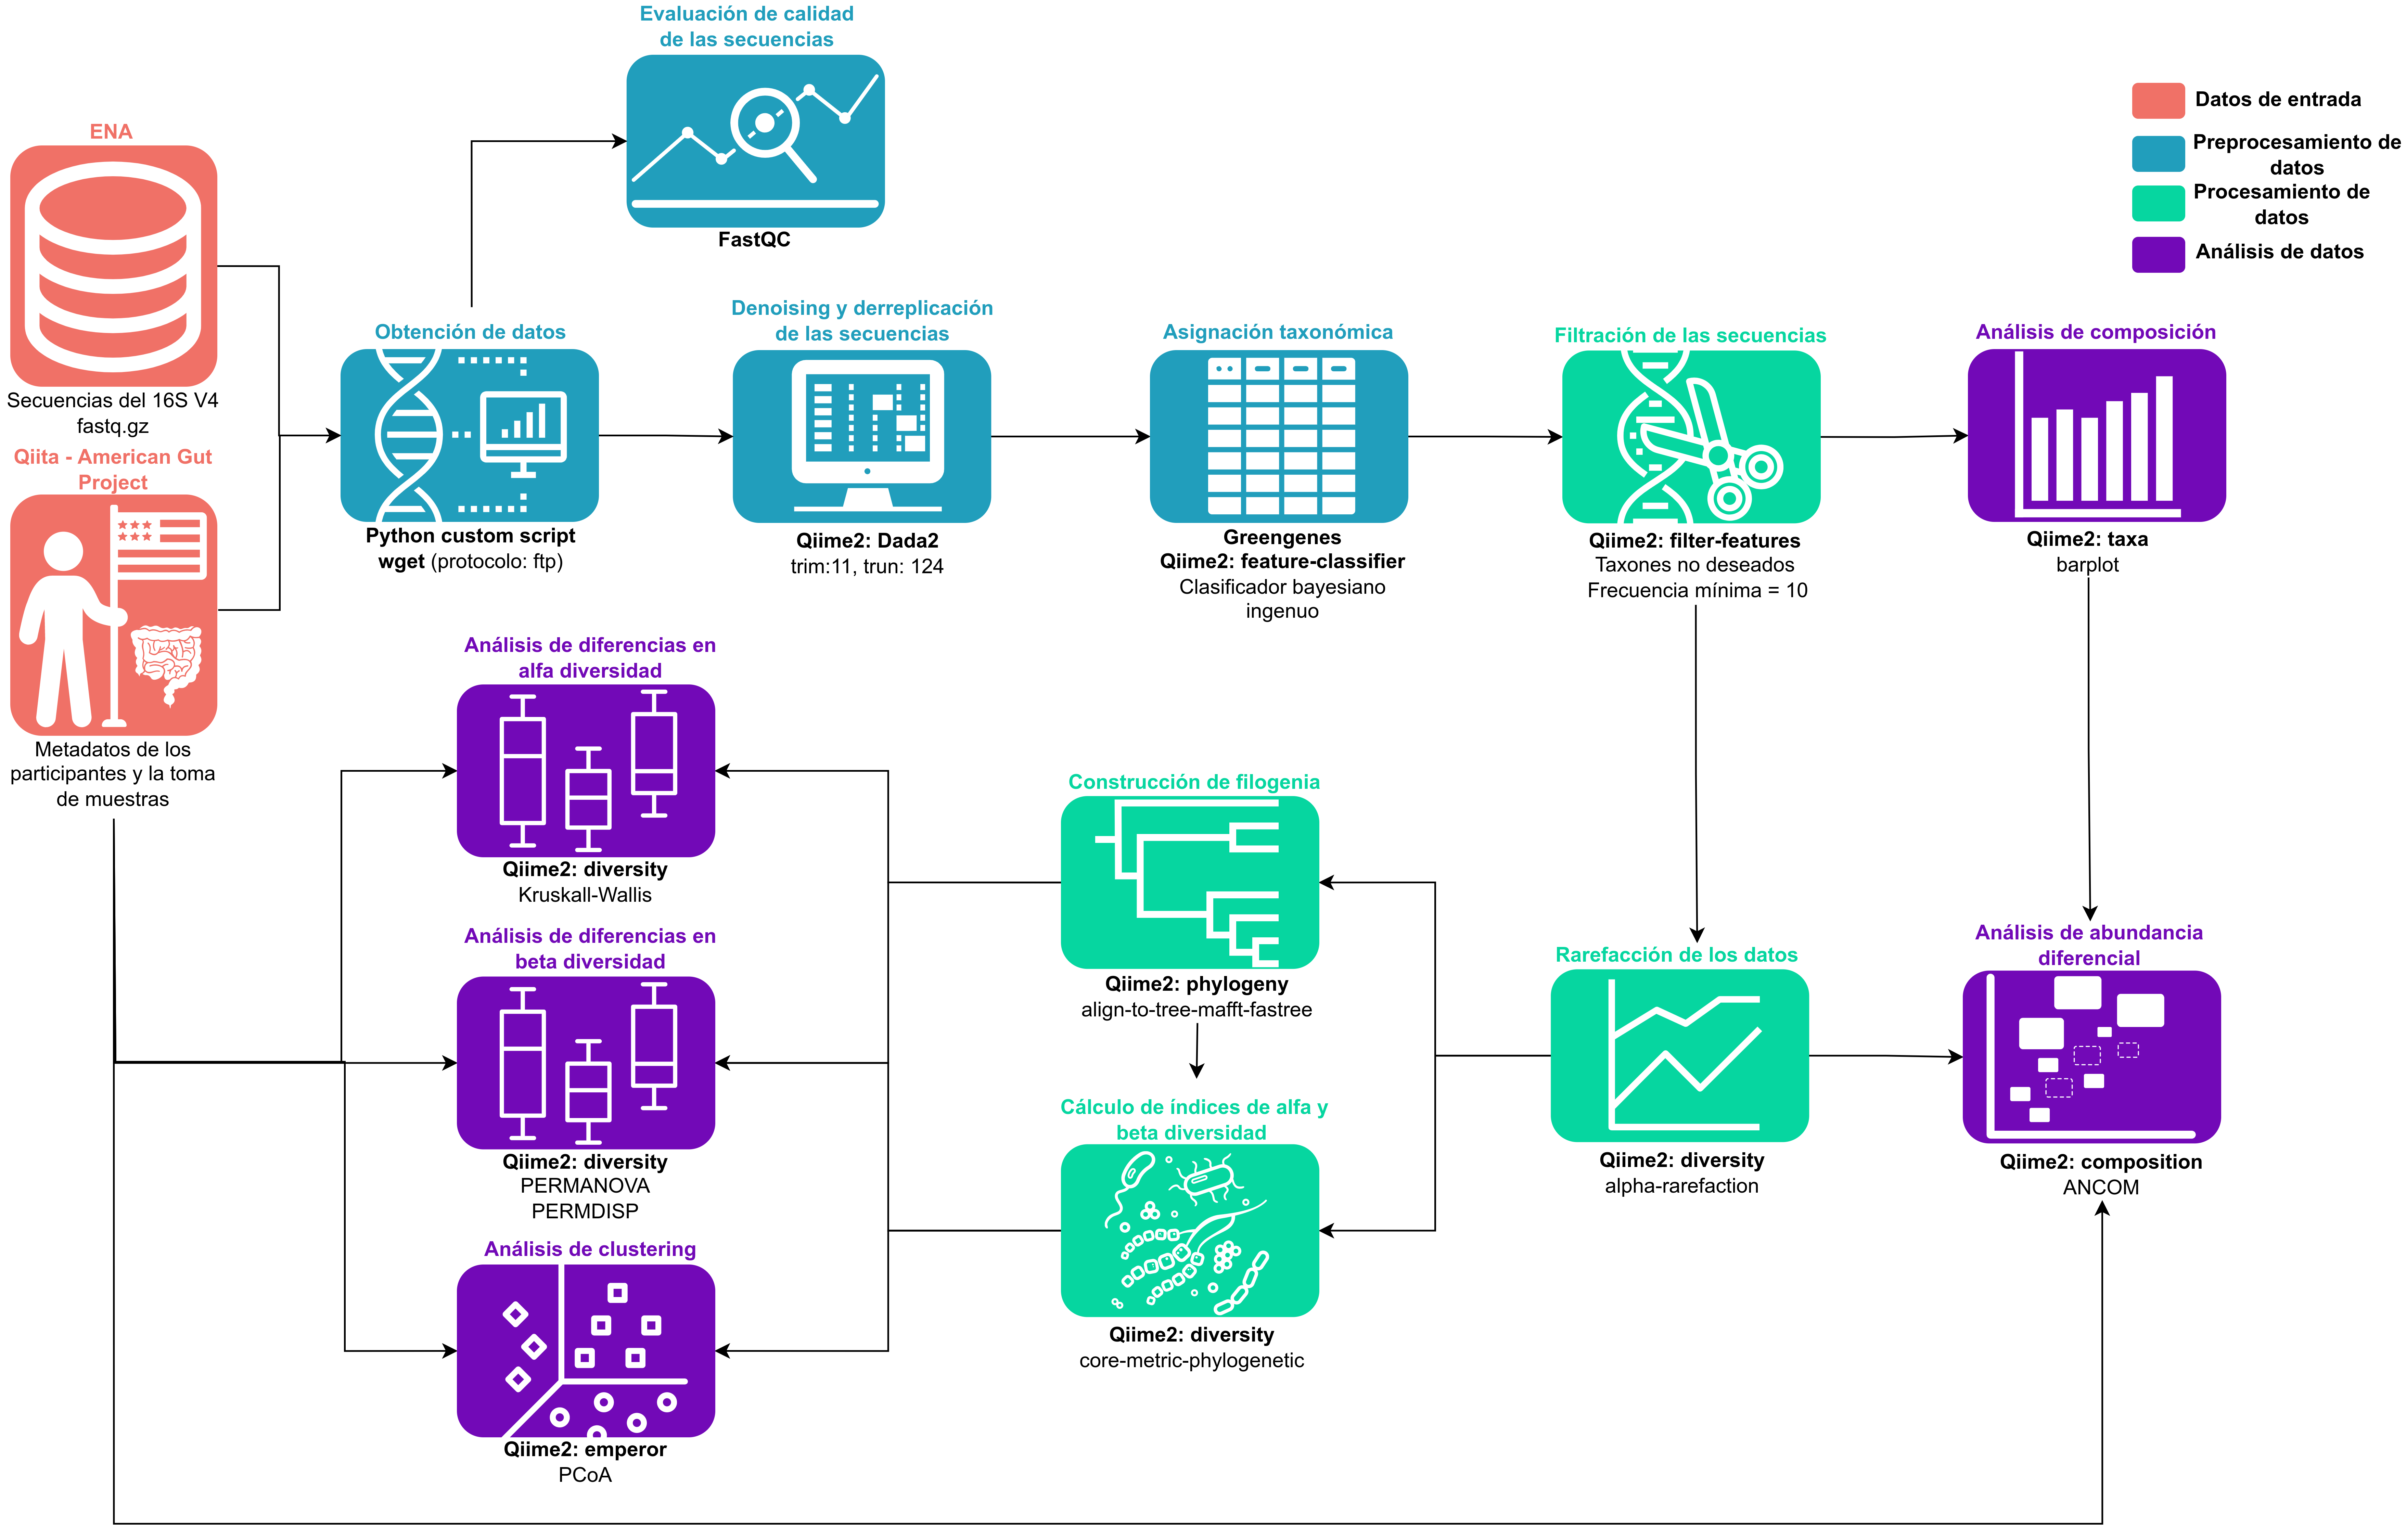 Evaluación de calidad
de las secuencias
FastQC
Datos de entrada
Preprocesamiento de
datos
Procesamiento de
datos
Análisis de datos
ENA
Secuencias del 16S V4
fastq.gz
Qiita - American Gut
Project
Metadatos de los
participantes y la toma
de muestras
Obtención de datos
Python custom script
wget (protocolo: ftp)
Denoising y derreplicación
de las secuencias
Qiime2: Dada2
trim:11, trun: 124
Asignación taxonómica
Greengenes
Qiime2: feature-classifier
Clasificador bayesiano
ingenuo
Filtración de las secuencias
Qiime2: filter-features
Taxones no deseados
Frecuencia mínima = 10
Análisis de composición
Qiime2: taxa
barplot
Análisis de diferencias en
alfa diversidad
Qiime2: diversity
Kruskall-Wallis
Análisis de diferencias en
beta diversidad
Qiime2: diversity
PERMANOVA
PERMDISP
Análisis de clustering
Qiime2: emperor
PCoA
Construcción de filogenia
Qiime2: phylogeny
align-to-tree-mafft-fastree
Cálculo de índices de alfa y
beta diversidad
Qiime2: diversity
core-metric-phylogenetic
Rarefacción de los datos
Qiime2: diversity
alpha-rarefaction
Análisis de abundancia
diferencial
Qiime2: composition
ANCOM